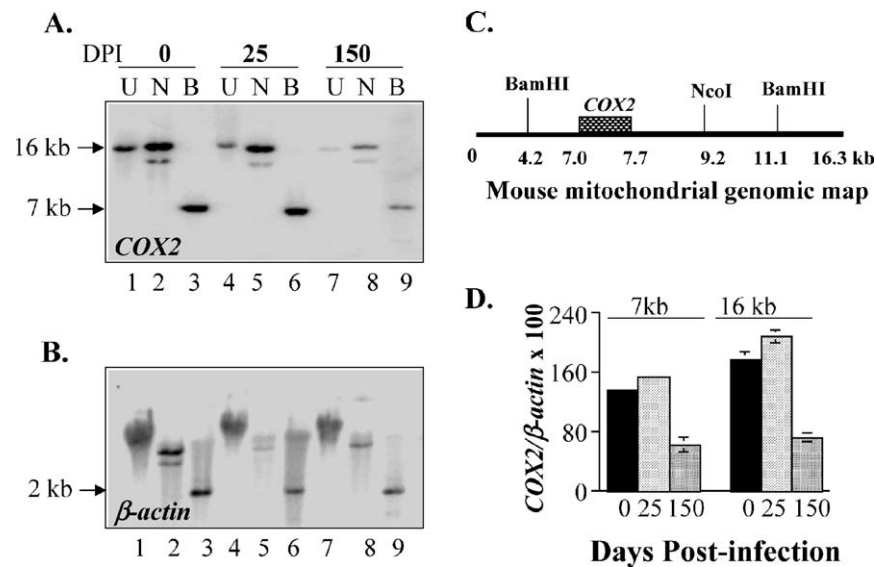 A.
DPI 0 25 150
U N B U N B U N B
16 kb
7 kb
COX2
1 2 3 4 5 6 7 8 9
B.
2 kb
β-actin
1 2 3 4 5 6 7 8 9
C.
BamHI COX2 NcoI BamHI
0 4.2 7.0 7.7 9.2 11.1 16.3 kb
Mouse mitochondrial genomic map
D.
7kb 16 kb
COX2/β-actin x 100
240
160
80
0
0 25 150 0 25 150
Days Post-infection